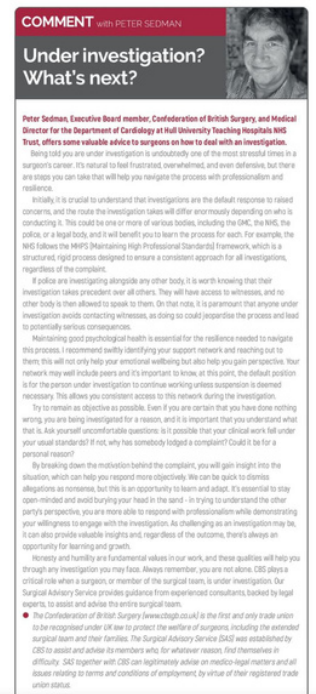 COMMENT with PETER SEDMAN
Under investigation?
What's next?
Peter Sedman, Executive Board member, Confederation of British Surgery, and Medical
Director for the Department of Cardiology at Hull University Teaching Hospitals NHS
Trust, offers some valuable advice to surgeons on how to deal with an investigation.
Being told you are under investigation is undoubtedly one of the most stressful times in a
surgeon's career. It's natural to feel frustrated, overwhelmed, and even defensive, but there
are steps you can take that will help you navigate the process with professionalism and
resilience.
Initially, it is crucial to understand that investigations are the default response to raised
concerns, and the route the investigation takes will differ enormously depending on who is
conducting it. This could be one or more of various bodies, including the GMC, the NHS, the
police, or a legal body, and it will benefit you to learn the process for each. For example, the
NHS follows the MHPS (Maintaining High Professional Standards) framework, which is a
structured, rigid process designed to ensure a consistent approach for all investigations,
regardless of the complaint.
If police are investigating alongside any other body, it is worth knowing that their
investigation takes precedent over all others. They will have access to witnesses, and no
other body is then allowed to speak to them. On that note, it is paramount that anyone under
investigation avoids contacting witnesses, as doing so could jeopardise the process and lead
to potentially serious consequences.
Maintaining good psychological health is essential for the resilience needed to navigate
this process. I recommend swiftly identifying your support network and reaching out to
them; this will not only help your emotional wellbeing but also help you gain perspective. Your
network may well include peers and it's important to know, at this point, the default position
is for the person under investigation to continue working unless suspension is deemed
necessary. This allows you consistent access to this network during the investigation.
Try to remain as objective as possible. Even if you are certain that you have done nothing
wrong, you are being investigated for a reason, and it is important that you understand what
that is. Ask yourself uncomfortable questions: is it possible that your clinical work fell under
your usual standards? If not, why has somebody lodged a complaint? Could it be for a
personal reason?
By breaking down the motivation behind the complaint, you will gain insight into the
situation, which can help you respond more objectively. We can be quick to dismiss
allegations as nonsense, but this is an opportunity to learn and adapt. It's essential to stay
open-minded and avoid burying your head in the sand - in trying to understand the other
party's perspective, you are more able to respond with professionalism while demonstrating
your willingness to engage with the investigation. As challenging as an investigation may be,
it can also provide valuable insights and, regardless of the outcome, there's always an
opportunity for learning and growth.
Honesty and humility are fundamental values in our work, and these qualities will help you
through any investigation you may face. Always remember, you are not alone. CBS plays a
critical role when a surgeon, or member of the surgical team, is under investigation. Our
Surgical Advisory Service provides guidance from experienced consultants, backed by legal
experts, to assist and advise the entire surgical team.
● The Confederation of British Surgery (www.cbsgb.co.uk) is the first and only trade union
to be recognised under UK law to protect the welfare of surgeons, including the extended
surgical team and their families. The Surgical Advisory Service (SAS) was established by
CBS to assist and advise its members who, for whatever reason, find themselves in
difficulty. SAS together with CBS can legitimately advise on medico-legal matters and all
issues relating to terms and conditions of employment, by virtue of their registered trade
union status.